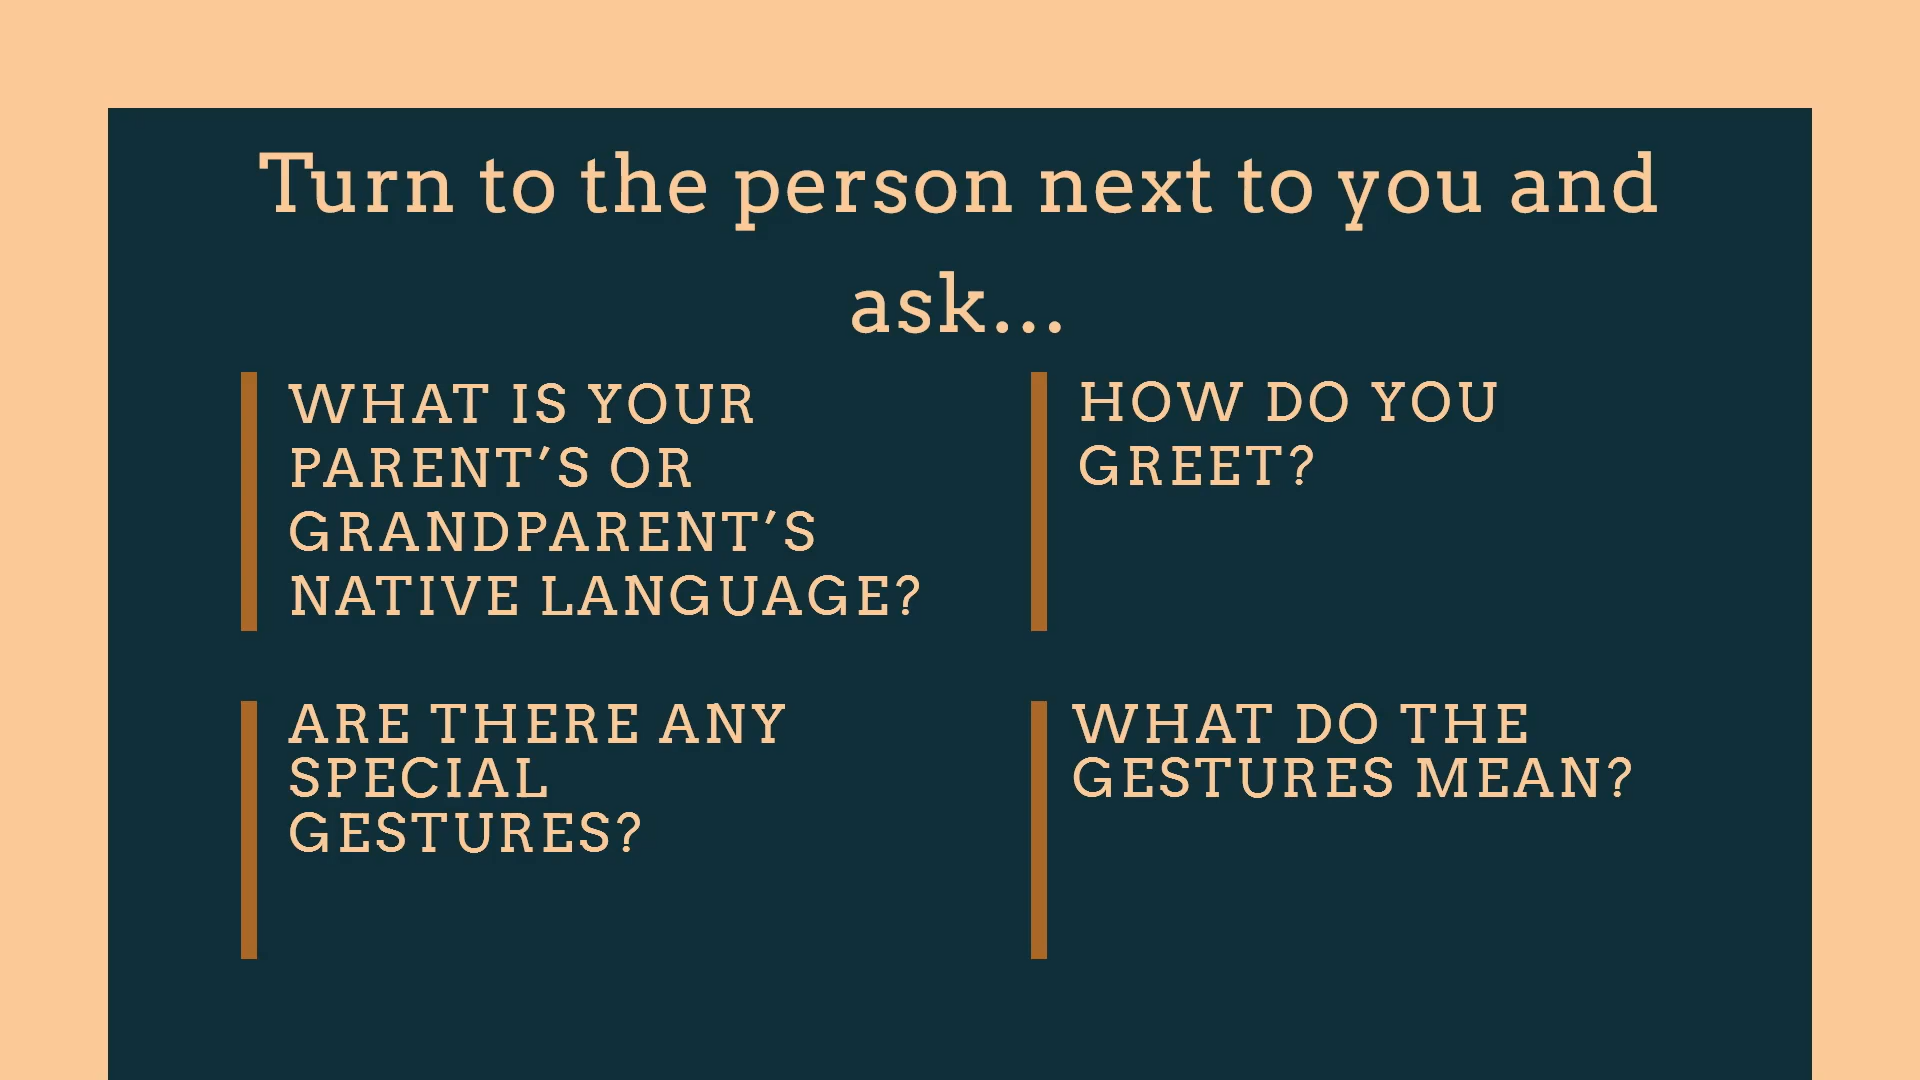 Turn to the person next to you and
ask...
WHAT IS YOUR
PARENT'S OR
GRANDPARENT'S
NATIVE LANGUAGE?
HOW DO YOU
GREET?
ARE THERE ANY
SPECIAL
GESTURES?
WHAT DO THE
GESTURES MEAN?